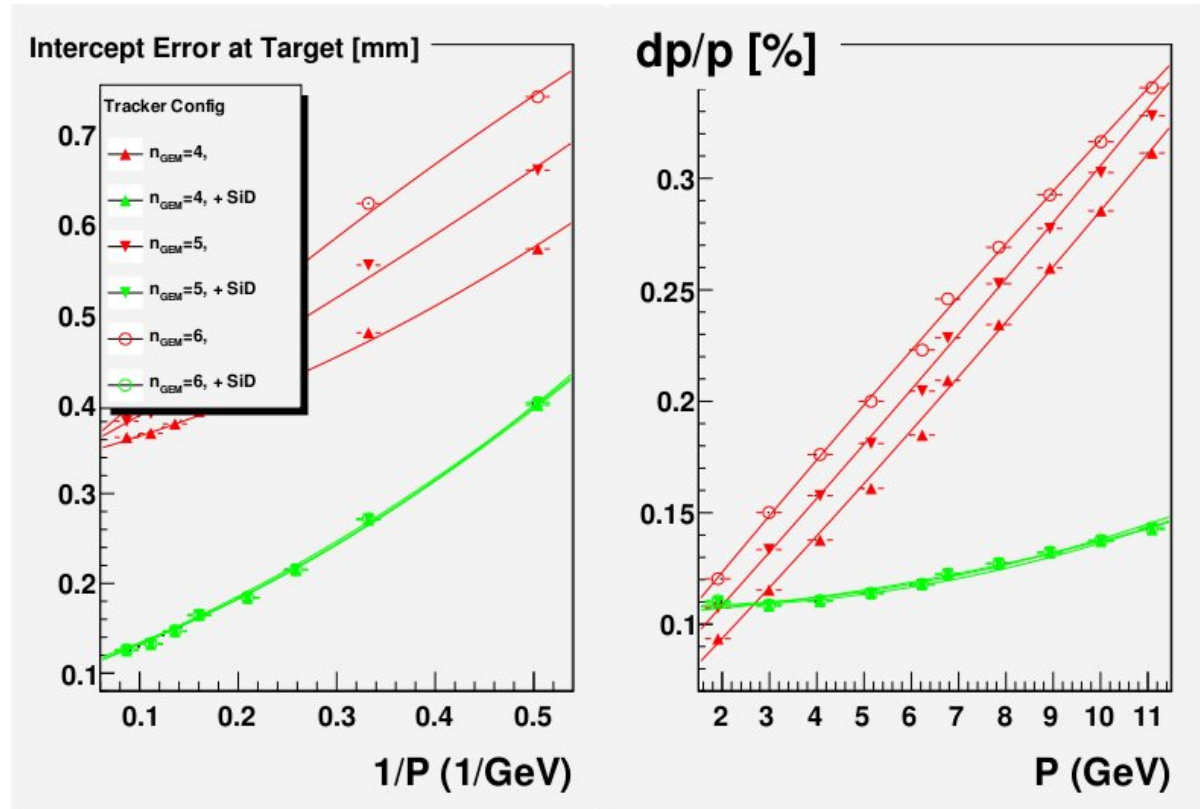 Intercept Error at Target [mm]
Tracker Config
n_GEM=4,
n_GEM=4, + SiD
n_GEM=5,
n_GEM=5, + SiD
n_GEM=6,
n_GEM=6, + SiD
0.7
0.6
0.5
0.4
0.3
0.2
0.1
0.1 0.2 0.3 0.4 0.5
1/P (1/GeV)
dp/p [%]
0.3
0.25
0.2
0.15
0.1
2 3 4 5 6 7 8 9 10 11
P (GeV)